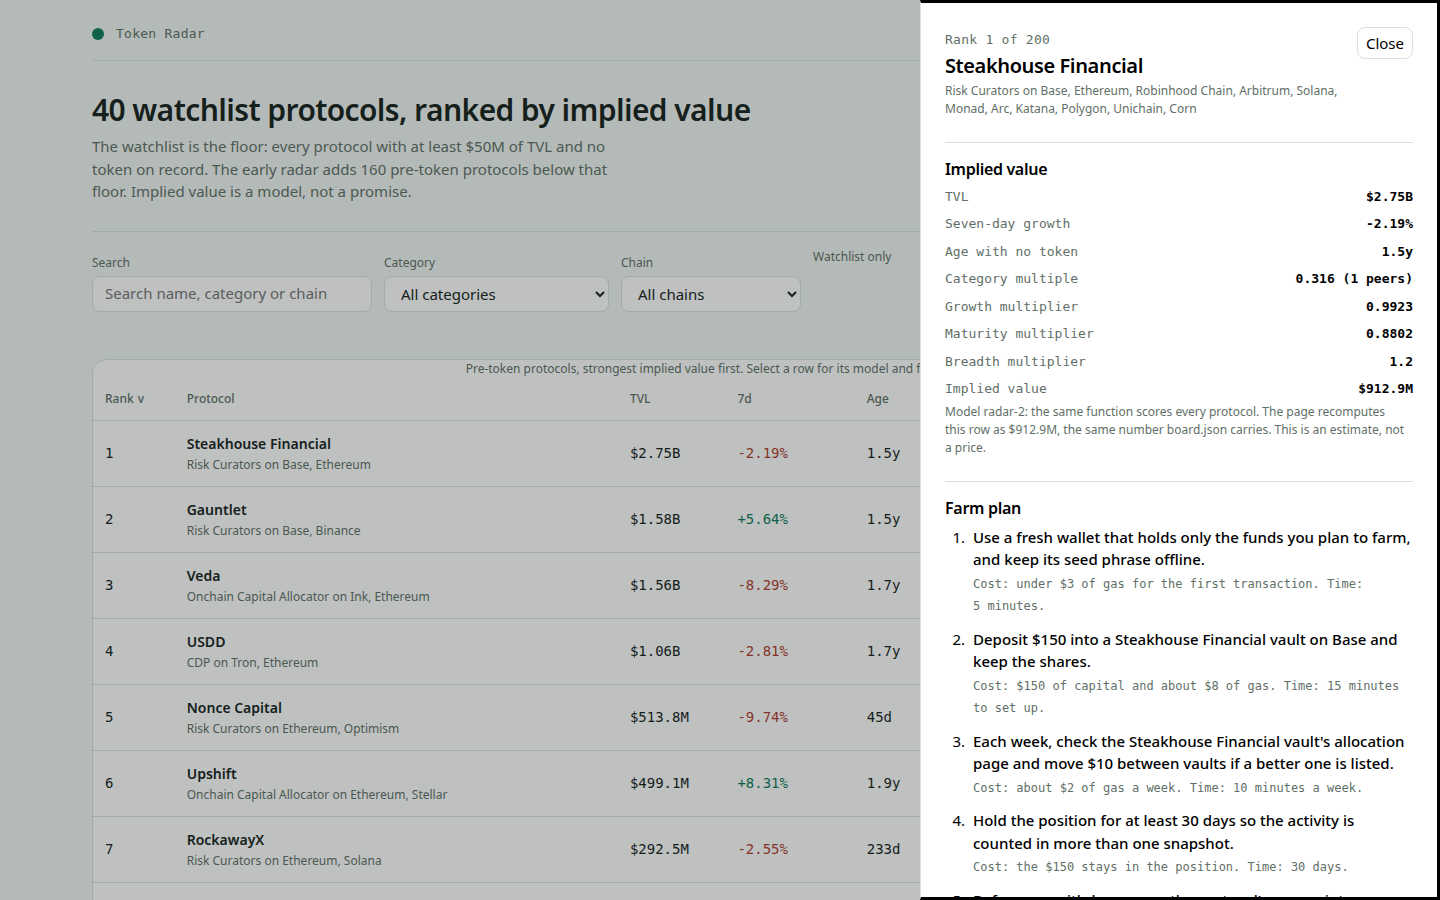 Token Radar
40 watchlist protocols, ranked by implied value
The watchlist is the floor: every protocol with at least $50M of TVL and no
token on record. The early radar adds 160 pre-token protocols below that
floor. Implied value is a model, not a promise.
Search
Category
Chain
Watchlist only
Search name, category or chain
All categories
All chains
Pre-token protocols, strongest implied value first. Select a row for its model and
Rank v
Protocol
TVL
7d
Age
1
Steakhouse Financial
Risk Curators on Base, Ethereum
$2.75B
-2.19%
1.5y
2
Gauntlet
Risk Curators on Base, Binance
$1.58B
+5.64%
1.5y
3
Veda
Onchain Capital Allocator on Ink, Ethereum
$1.56B
-8.29%
1.7y
4
USDD
CDP on Tron, Ethereum
$1.06B
-2.81%
1.7y
5
Nonce Capital
Risk Curators on Ethereum, Optimism
$513.8M
-9.74%
45d
6
Upshift
Onchain Capital Allocator on Ethereum, Stellar
$499.1M
+8.31%
1.9y
7
RockawayX
Risk Curators on Ethereum, Solana
$292.5M
-2.55%
233d
Rank 1 of 200
Close
Steakhouse Financial
Risk Curators on Base, Ethereum, Robinhood Chain, Arbitrum, Solana,
Monad, Arc, Katana, Polygon, Unichain, Corn
Implied value
TVL
$2.75B
Seven-day growth
-2.19%
Age with no token
1.5y
Category multiple
0.316 (1 peers)
Growth multiplier
0.9923
Maturity multiplier
0.8802
Breadth multiplier
1.2
Implied value
$912.9M
Model radar-2: the same function scores every protocol. The page recomputes
this row as $912.9M, the same number board.json carries. This is an estimate, not
a price.
Farm plan
1. Use a fresh wallet that holds only the funds you plan to farm,
and keep its seed phrase offline.
Cost: under $3 of gas for the first transaction. Time:
5 minutes.
2. Deposit $150 into a Steakhouse Financial vault on Base and
keep the shares.
Cost: $150 of capital and about $8 of gas. Time: 15 minutes
to set up.
3. Each week, check the Steakhouse Financial vault's allocation
page and move $10 between vaults if a better one is listed.
Cost: about $2 of gas a week. Time: 10 minutes a week.
4. Hold the position for at least 30 days so the activity is
counted in more than one snapshot.
Cost: the $150 stays in the position. Time: 30 days.